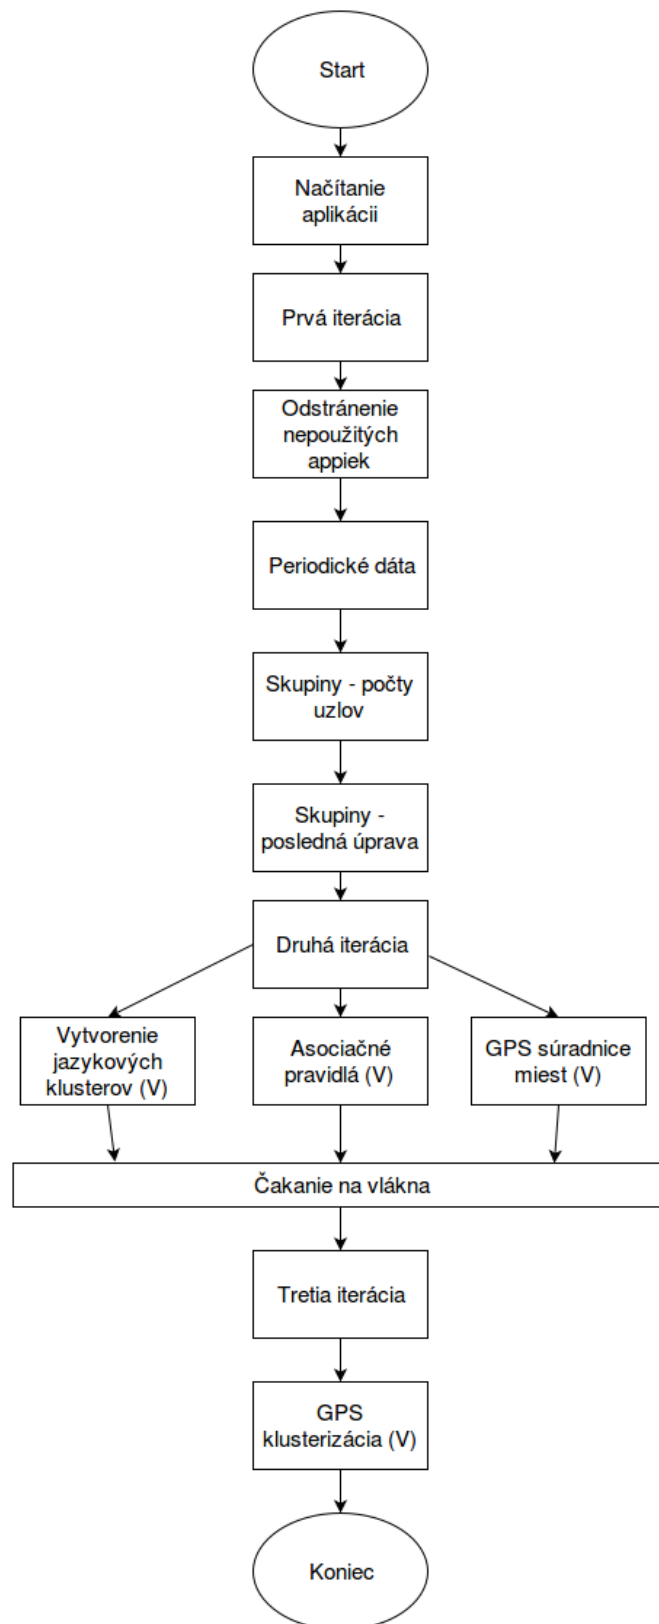 Start
Načítanie
aplikácii
Prvá iterácia
Odstránenie
nepoužitých
appiek
Periodické dáta
Skupiny - počty
uzlov
Skupiny -
posledná úprava
Druhá iterácia
Vytvorenie
jazykových
klusterov (V)
Asociačné
pravidlá (V)
GPS súradnice
miest (V)
Čakanie na vlákna
Tretia iterácia
GPS
klusterizácia (V)
Koniec